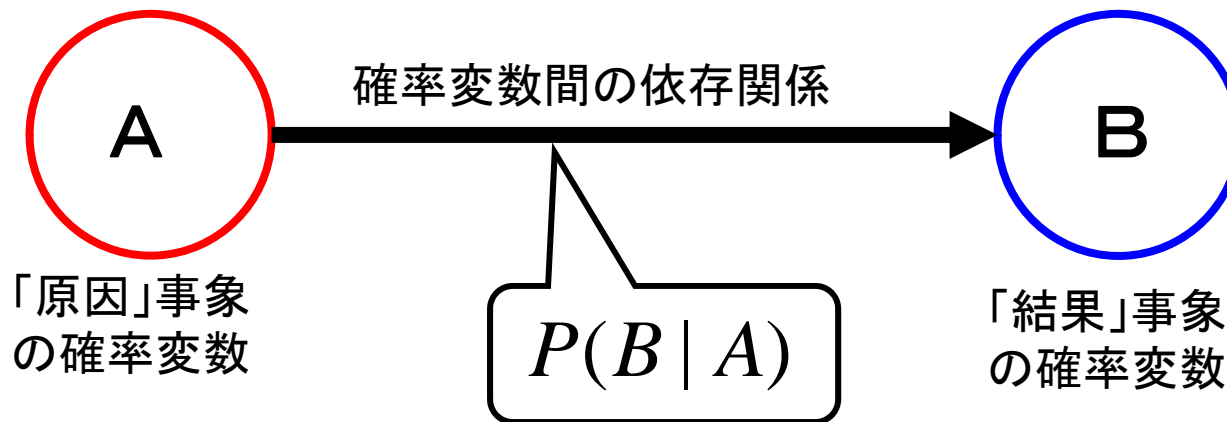 確率変数間の依存関係
A
B
「原因」事象
の確率変数
P(B | A)
「結果」事象
の確率変数